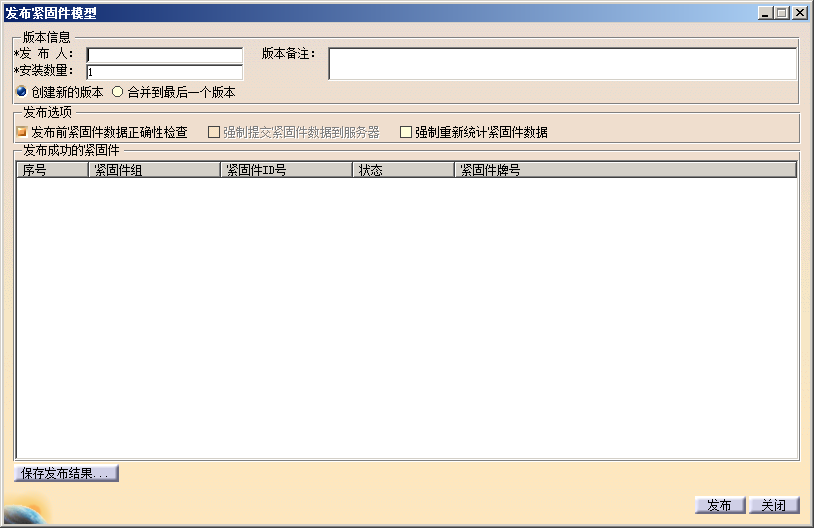 发布紧固件模型
版本信息
*发 布 人: 版本备注:
*安装数量: 1
创建新的版本 合并到最后一个版本
发布选项
发布前紧固件数据正确性检查 强制提交紧固件数据到服务器 强制重新统计紧固件数据
发布成功的紧固件
序号 紧固件组 紧固件ID号 状态 紧固件牌号
保存发布结果...
发布 关闭